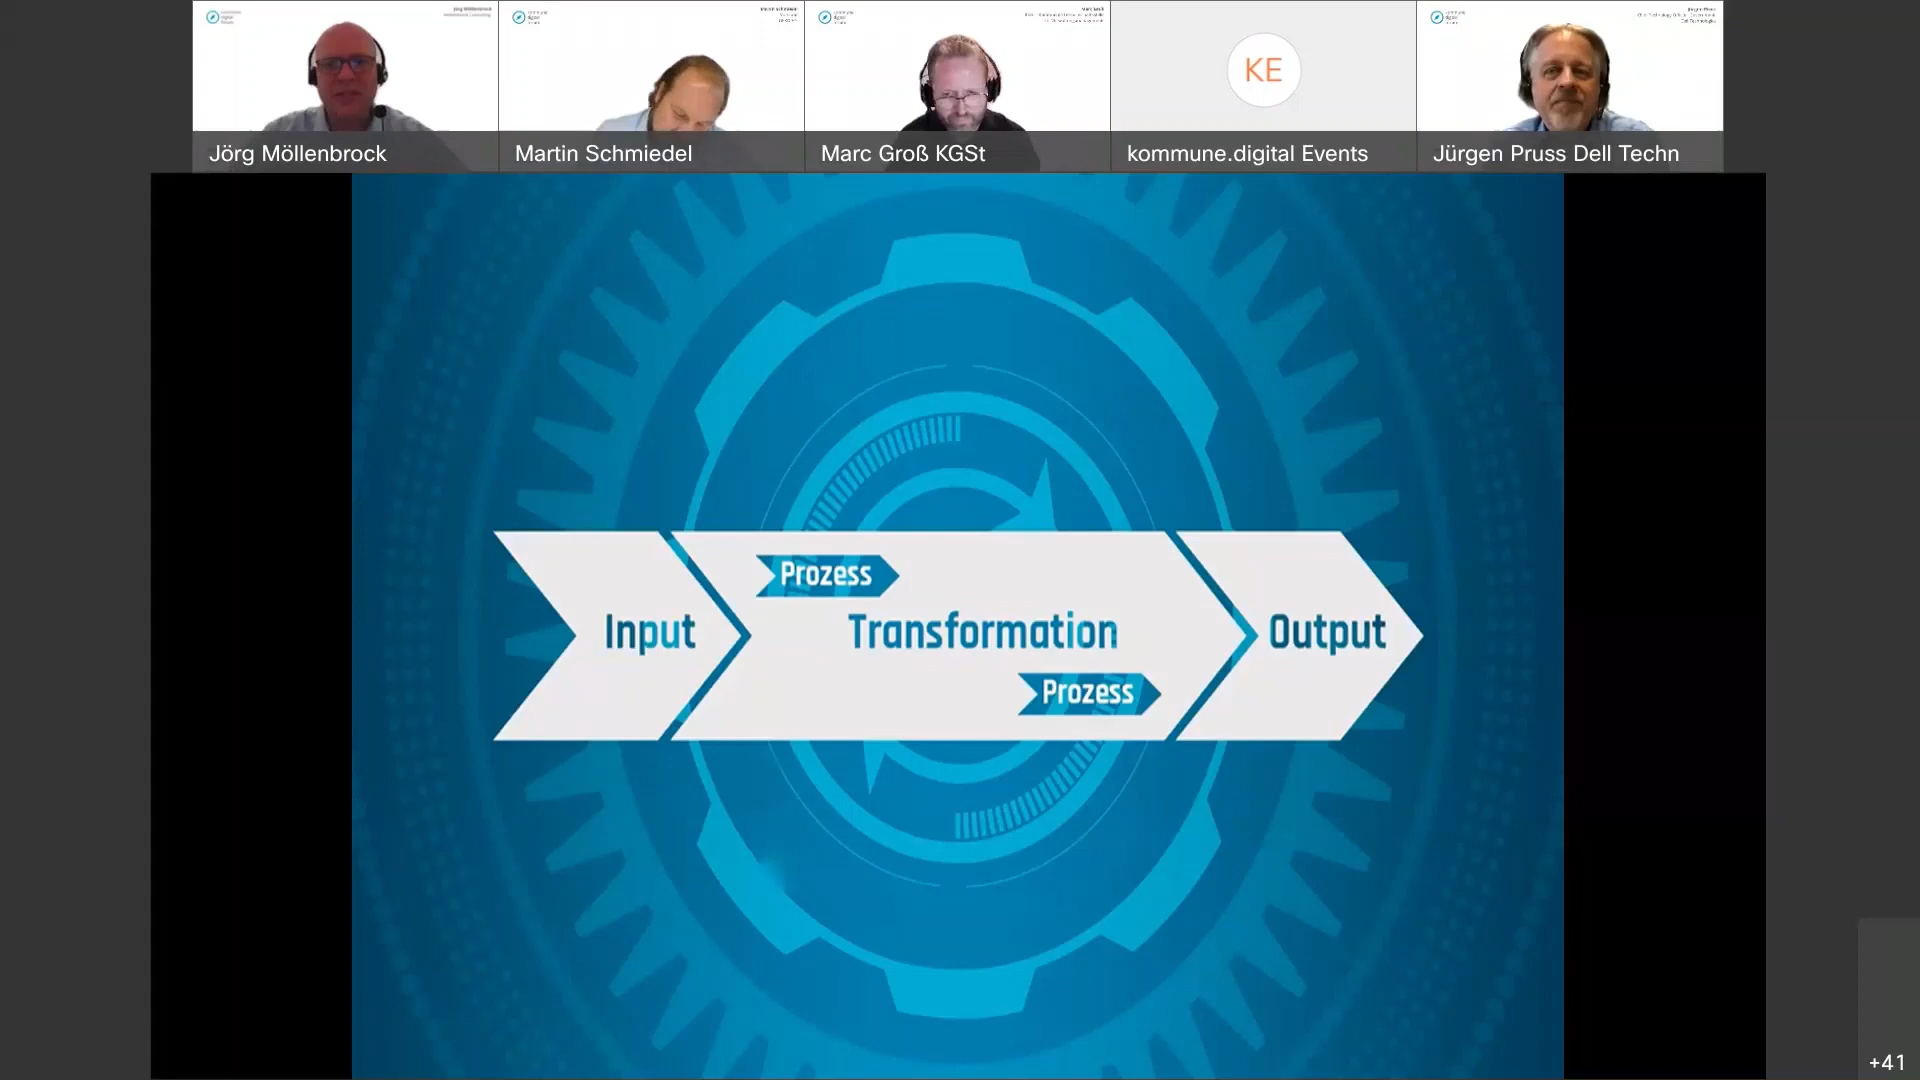 Jörg Möllenbrock
Martin Schmiedel
Marc Groß KGSt
KE
kommune.digital Events
Jürgen Pruss Dell Techn
Prozess
Input
Transformation
Output
Prozess
+41